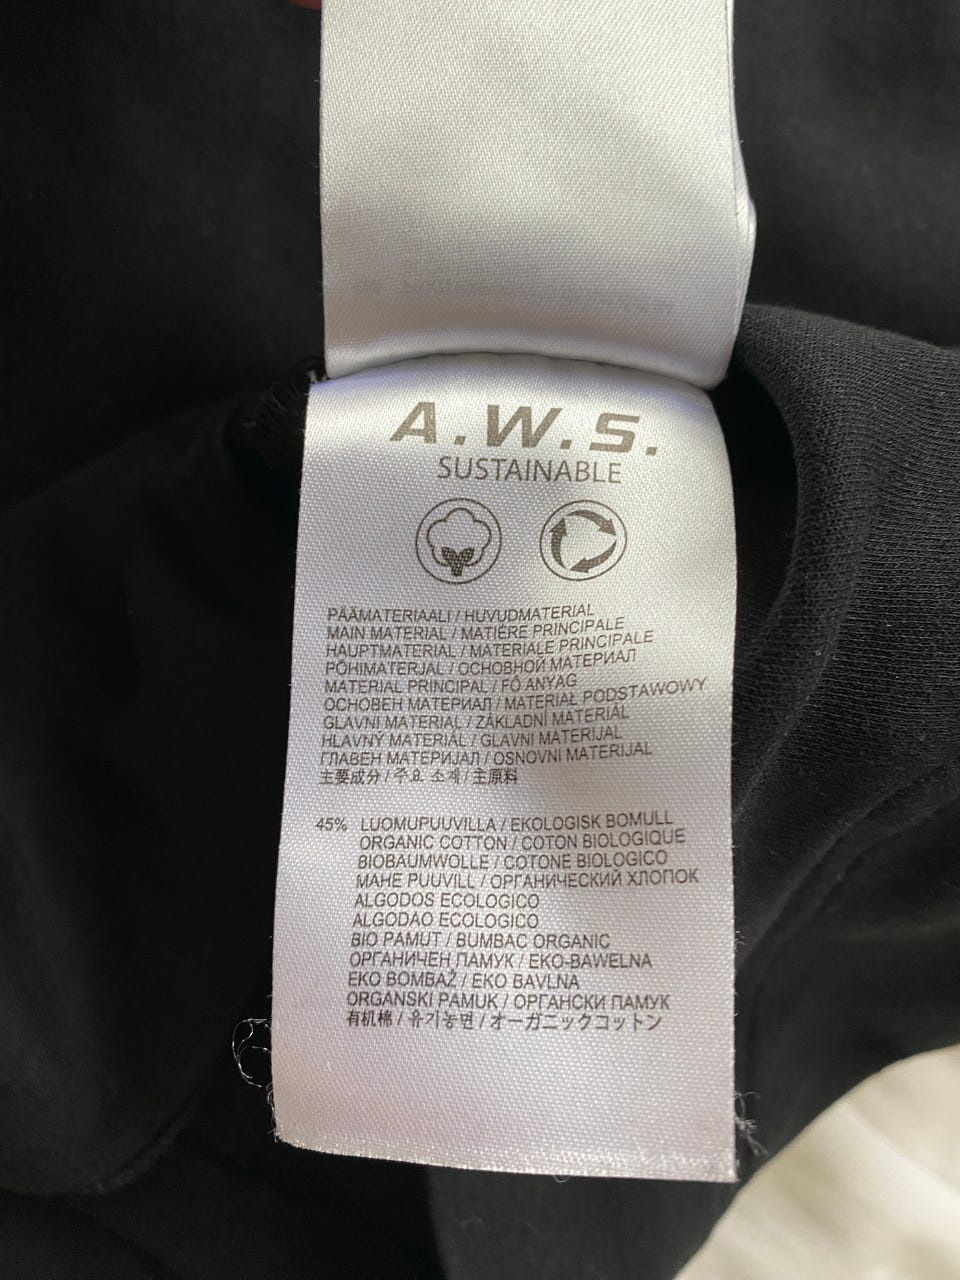 A.W.S.
SUSTAINABLE
PÄÄMATERIAALI / HUVUDMATERIAL
MAIN MATERIAL / MATIÈRE PRINCIPALE
HAUPTMATERIAL / MATERIALE PRINCIPALE
PÕHIMATERJAL / ОСНОВНОЙ МАТЕРИАЛ
MATERIAL PRINCIPAL / FŐ ANYAG
ОСНОВЕН МАТЕРИАЛ / MATERIAŁ PODSTAWOWY
GLAVNI MATERIAL / ZÁKLADNÍ MATERIÁL
HLAVNÝ MATERIÁL / GLAVNI MATERIJAL
ГЛАВЕН МАТЕРИЈАЛ / OSNOVNI MATERIJAL
主要成分 / 주요 소재 / 主原料
45% LUOMUPUUVILLA / EKOLOGISK BOMULL
ORGANIC COTTON / COTON BIOLOGIQUE
BIOBAUMWOLLE / COTONE BIOLOGICO
MAHE PUUVILL / ОРГАНИЧЕСКИЙ ХЛОПОК
ALGODOS ECOLOGICO
ALGODAO ECOLOGICO
BIO PAMUT / BUMBAC ORGANIC
ОРГАНИЧЕН ПАМУК / EKO-BAWELNA
EKO BOMBAŽ / EKO BAVLNA
ORGANSKI PAMUK / ОРГАНСКИ ПАМУК
有机棉 / 유기농면 / オーガニックコットン